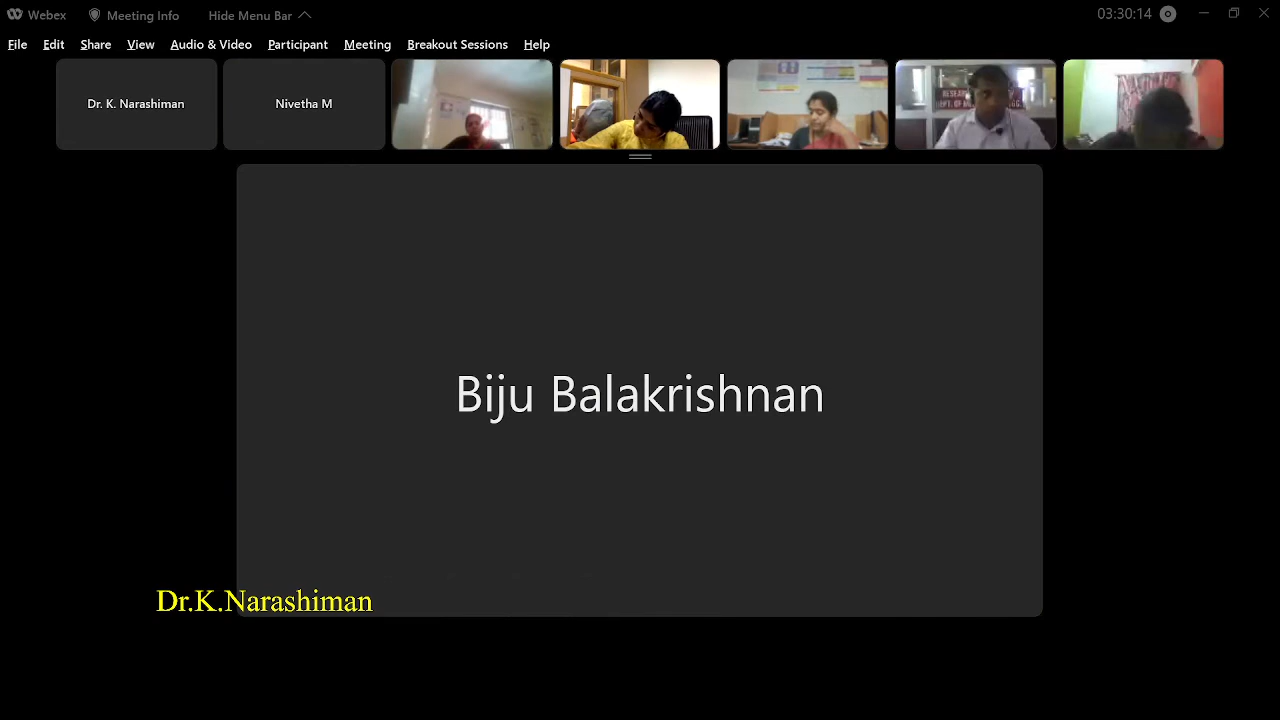 Webex Meeting Info Hide Menu Bar 03:30:14
File Edit Share View Audio & Video Participant Meeting Breakout Sessions Help
Dr. K. Narashiman
Nivetha M
Biju Balakrishnan
Dr.K.Narashiman